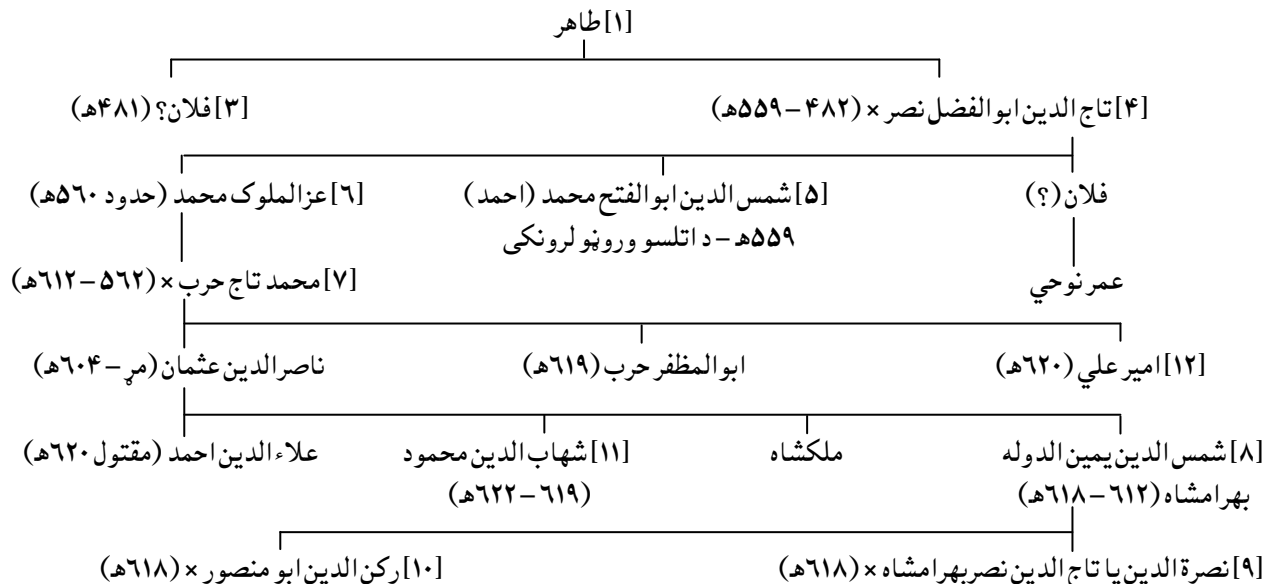 [۱] طاهر
[۴] تاج الدین ابوالفضل نصر × (۴۸۲ – ۵۵۹هـ) [۳] فلان؟ (۴۸۱هـ)
فلان (؟) [۵] شمس الدین ابوالفتح محمد (احمد) [۶] عزالملوک محمد (حدود ۵۶۰هـ)
۵۵۹هـ – د اتلسو وروڼو لرونکی
عمر نوحي [۷] محمد تاج حرب × (۵۶۲ – ۶۱۲هـ)
[۱۲] امیر علي (۶۲۰هـ) ابوالمظفر حرب (۶۱۹هـ) ناصرالدین عثمان (مړ – ۶۰۴هـ)
[۸] شمس الدین یمین الدوله ملکشاه [۱۱] شهاب الدین محمود علاءالدین احمد (مقتول ۶۲۰هـ)
بهرامشاه (۶۱۲ – ۶۱۸هـ) (۶۱۹ – ۶۲۲هـ)
[۹] نصرة الدین یا تاج الدین نصر بهرامشاه × (۶۱۸هـ) [۱۰] رکن الدین ابو منصور × (۶۱۸هـ)